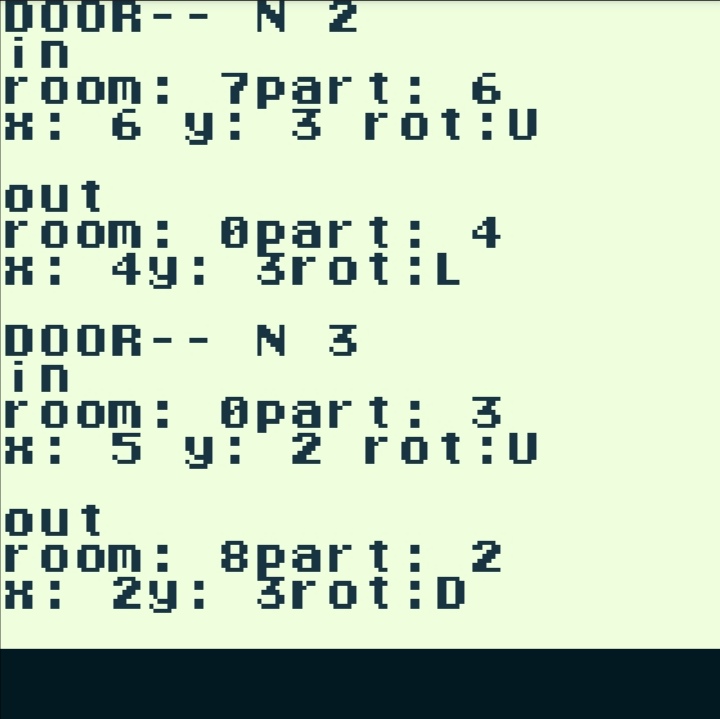 DOOR-- N 2
in
room: 7part: 6
x: 6 y: 3 rot:U
out
room: 0part: 4
x: 4y: 3rot:L
DOOR-- N 3
in
room: 0part: 3
x: 5 y: 2 rot:U
out
room: 8part: 2
x: 2y: 3rot:D